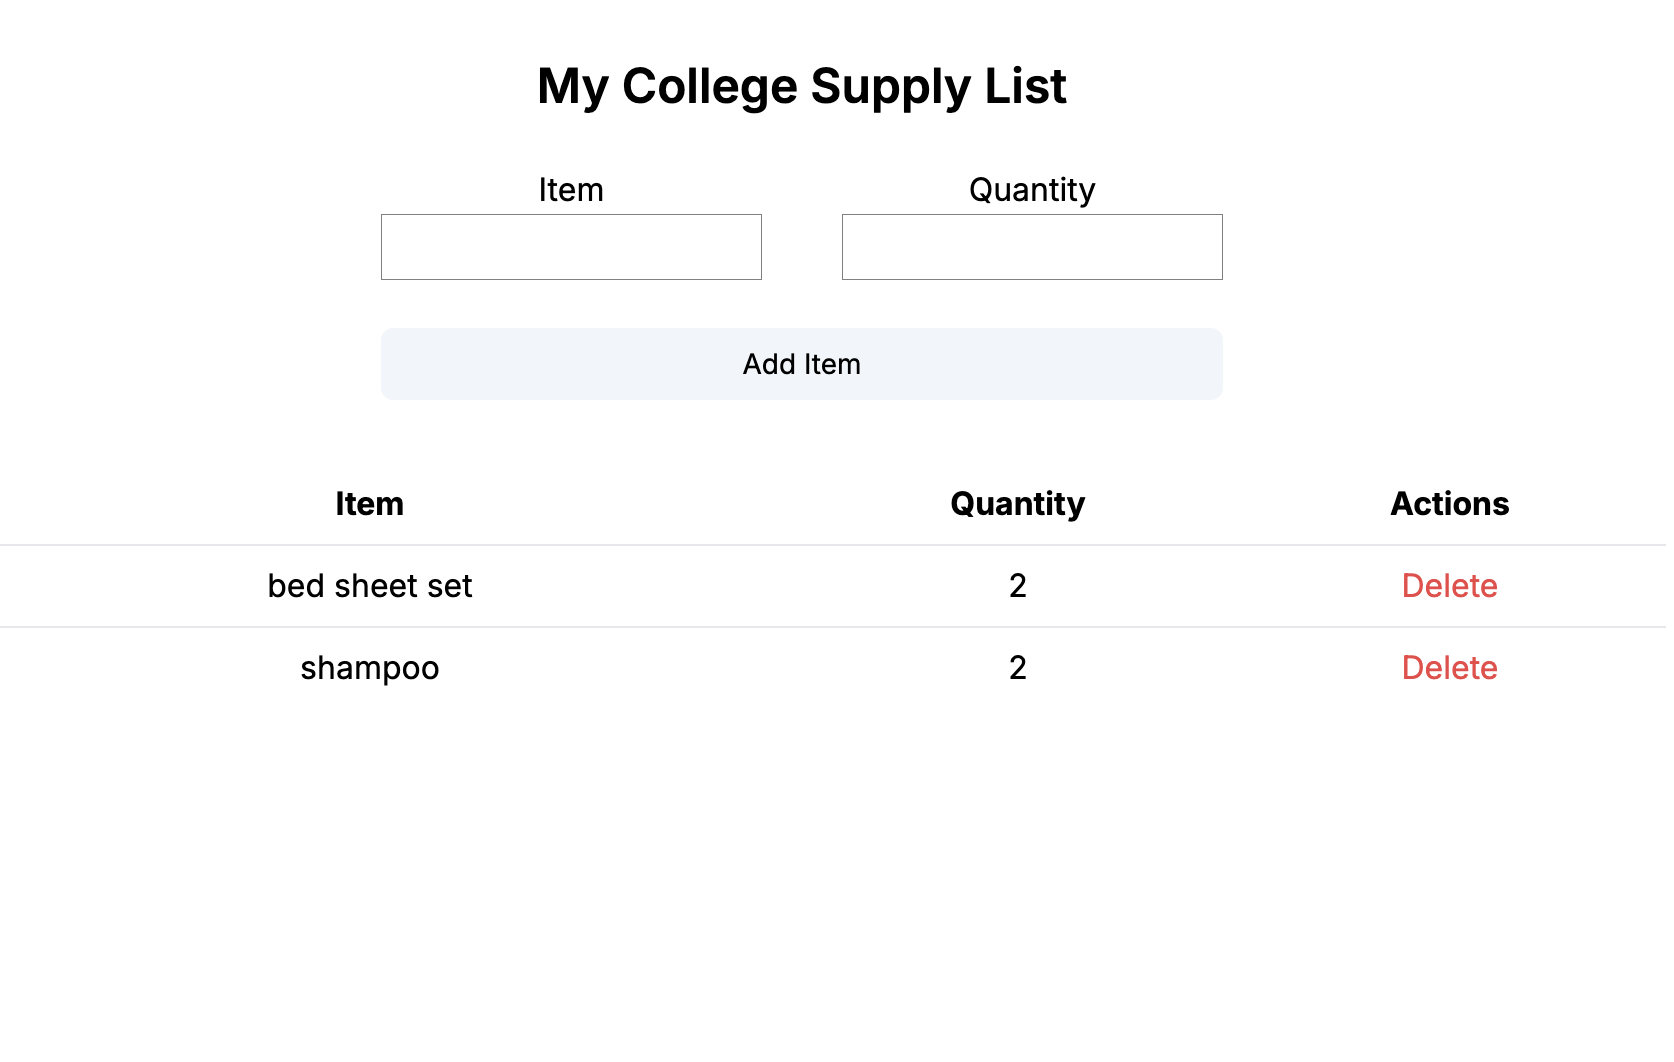 My College Supply List
Item Quantity
Add Item
Item Quantity Actions
bed sheet set 2 Delete
shampoo 2 Delete